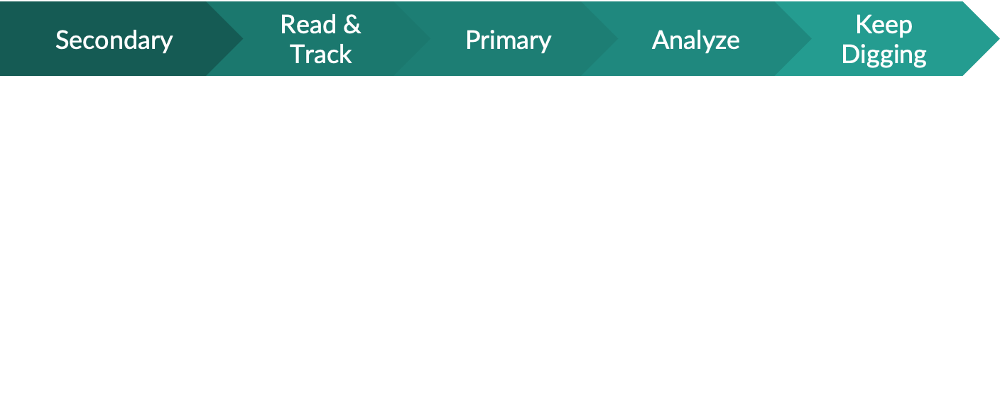 Secondary
Read &
Track
Primary
Analyze
Keep
Digging